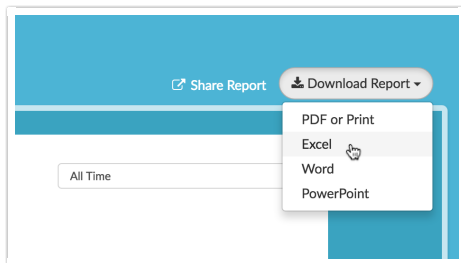 Share Report
Download Report
PDF or Print
Excel
All Time
Word
PowerPoint